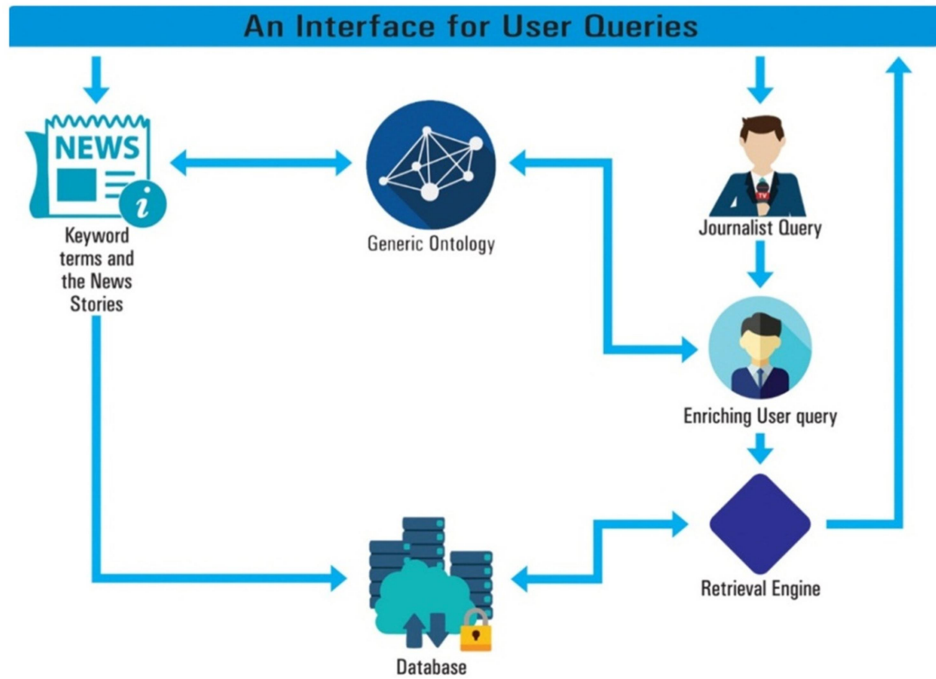 An Interface for User Queries
NEWS
i
Keyword
terms and
the News
Stories
Generic Ontology
TV
Journalist Query
Enriching User query
Retrieval Engine
Database